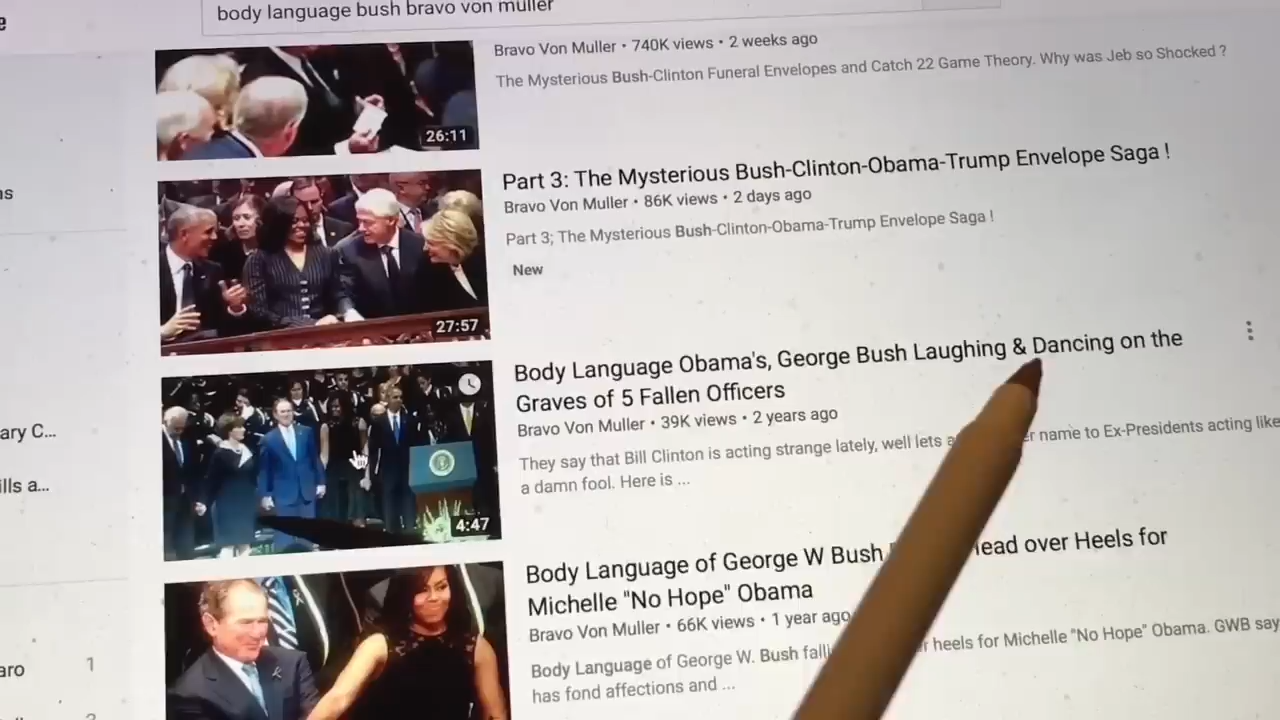 e
body language bush bravo von muller
Bravo Von Muller • 740K views • 2 weeks ago
The Mysterious Bush-Clinton Funeral Envelopes and Catch 22 Game Theory. Why was Jeb so Shocked ?
26:11
ns
Part 3: The Mysterious Bush-Clinton-Obama-Trump Envelope Saga !
Bravo Von Muller • 86K views • 2 days ago
Part 3; The Mysterious Bush-Clinton-Obama-Trump Envelope Saga !
New
27:57
Body Language Obama's, George Bush Laughing & Dancing on the
Graves of 5 Fallen Officers
Bravo Von Muller • 39K views • 2 years ago
ary C...
They say that Bill Clinton is acting strange lately, well lets a er name to Ex-Presidents acting like
a damn fool. Here is ...
ills a...
4:47
Body Language of George W Bush ead over Heels for
Michelle "No Hope" Obama
Bravo Von Muller • 66K views • 1 year ago
Body Language of George W. Bush falli r heels for Michelle "No Hope" Obama. GWB say
has fond affections and ...
aro 1